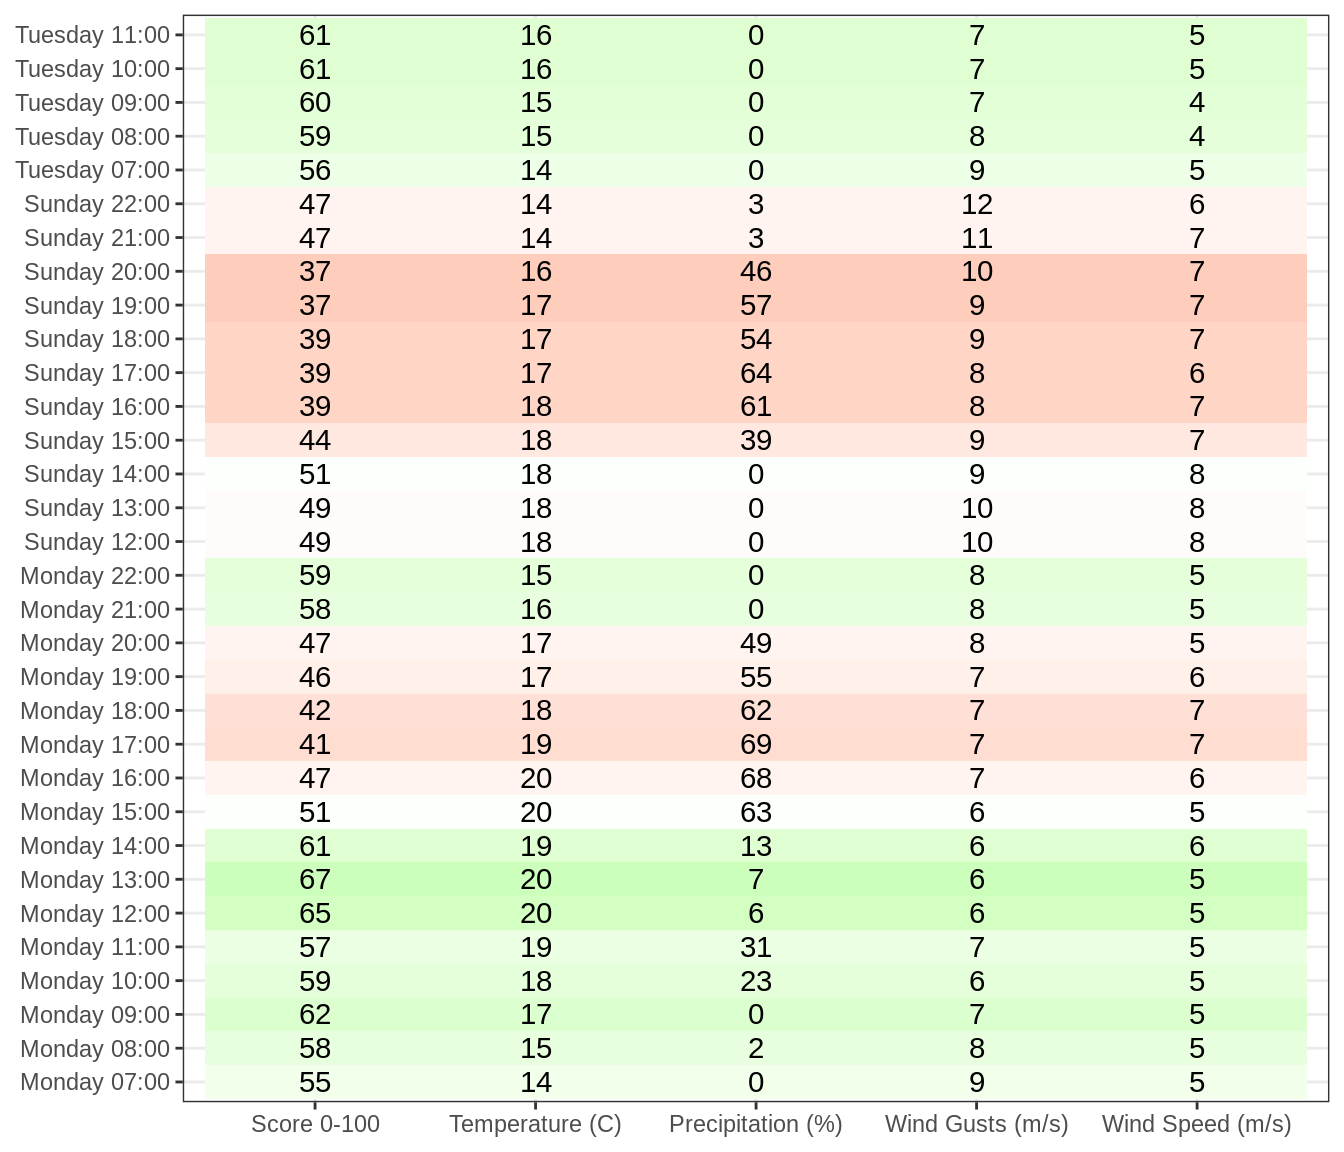 Tuesday 11:00 61 16 0 7 5
Tuesday 10:00 61 16 0 7 5
Tuesday 09:00 60 15 0 7 4
Tuesday 08:00 59 15 0 8 4
Tuesday 07:00 56 14 0 9 5
Sunday 22:00 47 14 3 12 6
Sunday 21:00 47 14 3 11 7
Sunday 20:00 37 16 46 10 7
Sunday 19:00 37 17 57 9 7
Sunday 18:00 39 17 54 9 7
Sunday 17:00 39 17 64 8 6
Sunday 16:00 39 18 61 8 7
Sunday 15:00 44 18 39 9 7
Sunday 14:00 51 18 0 9 8
Sunday 13:00 49 18 0 10 8
Sunday 12:00 49 18 0 10 8
Monday 22:00 59 15 0 8 5
Monday 21:00 58 16 0 8 5
Monday 20:00 47 17 49 8 5
Monday 19:00 46 17 55 7 6
Monday 18:00 42 18 62 7 7
Monday 17:00 41 19 69 7 7
Monday 16:00 47 20 68 7 6
Monday 15:00 51 20 63 6 5
Monday 14:00 61 19 13 6 6
Monday 13:00 67 20 7 6 5
Monday 12:00 65 20 6 6 5
Monday 11:00 57 19 31 7 5
Monday 10:00 59 18 23 6 5
Monday 09:00 62 17 0 7 5
Monday 08:00 58 15 2 8 5
Monday 07:00 55 14 0 9 5
Score 0-100 Temperature (C) Precipitation (%) Wind Gusts (m/s) Wind Speed (m/s)